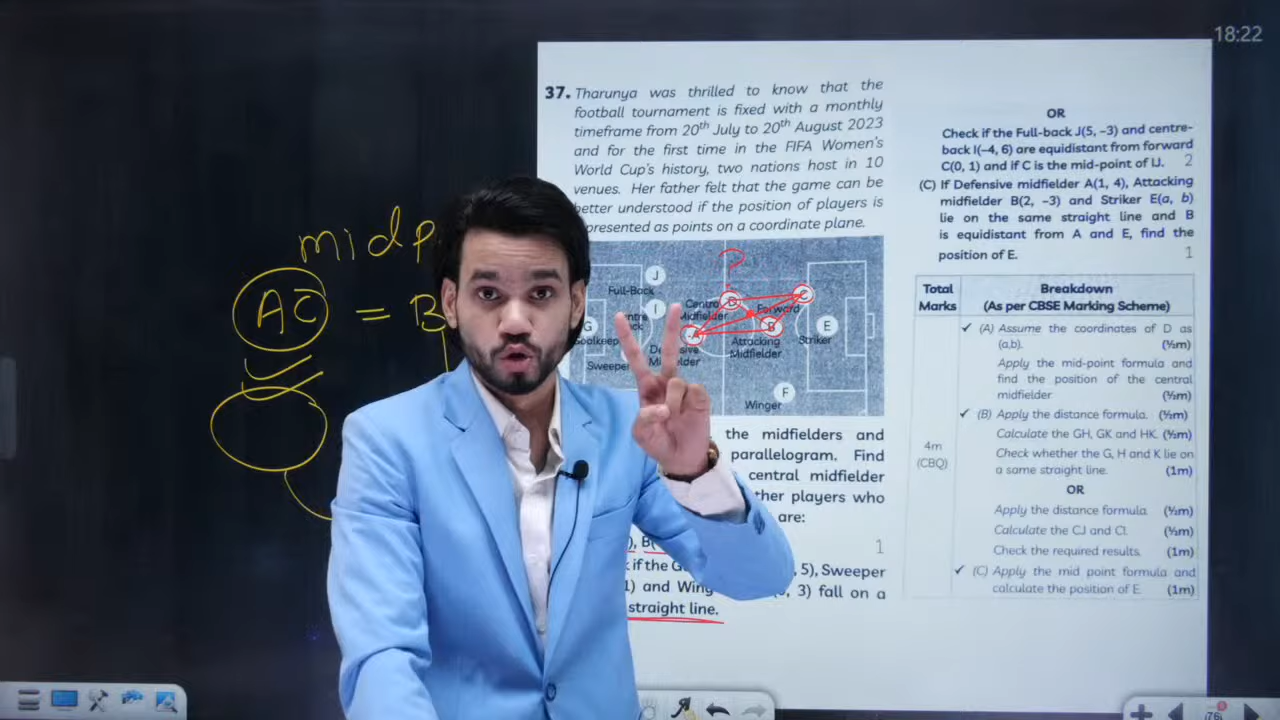 18:22
37. Tharunya was thrilled to know that the
football tournament is fixed with a monthly
timeframe from 20th July to 20th August 2023
and for the first time in the FIFA Women's
World Cup's history, two nations host in 10
venues. Her father felt that the game can be
better understood if the position of players is
presented as points on a coordinate plane.
midp
AC = B
J
Full-Back
I
G
Goalkeep
Sweeper
Midfielder
D
C
Forward
A
B
Attacking
Midfielder
E
Striker
F
Winger
?
the midfielders and
parallelogram. Find
central midfielder
ther players who
are:
), B(
1
if the G
, 5), Sweeper
1) and Wing
, 3) fall on a
straight line.
OR
Check if the Full-back J(5, –3) and centre-
back I(–4, 6) are equidistant from forward
C(0, 1) and if C is the mid-point of IJ. 2
(C) If Defensive midfielder A(1, 4), Attacking
midfielder B(2, –3) and Striker E(a, b)
lie on the same straight line and B
is equidistant from A and E, find the
position of E. 1
Total Marks
Breakdown
(As per CBSE Marking Scheme)
4m
(CBQ)
✓ (A) Assume the coordinates of D as
(a,b). (½m)
Apply the mid-point formula and
find the position of the central
midfielder (½m)
✓ (B) Apply the distance formula. (½m)
Calculate the GH, GK and HK. (½m)
Check whether the G, H and K lie on
a same straight line. (1m)
OR
Apply the distance formula. (½m)
Calculate the CJ and CI. (½m)
Check the required results. (1m)
✓ (C) Apply the mid point formula and
calculate the position of E. (1m)